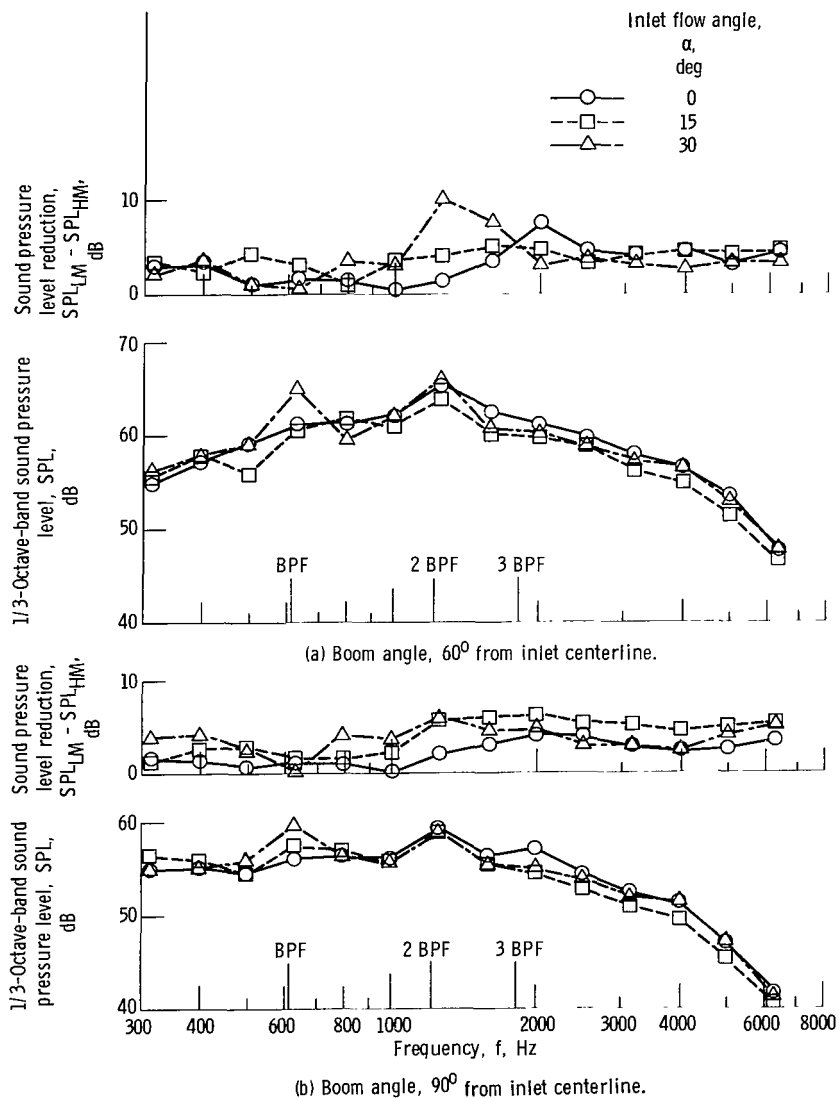 Inlet flow angle,
α,
deg
0
15
30
Sound pressure
level reduction,
SPL_LM – SPL_HM,
dB
10
0
1/3-Octave-band sound pressure
level, SPL,
dB
70
60
50
40
BPF
2 BPF
3 BPF
(a) Boom angle, 60⁰ from inlet centerline.
Sound pressure
level reduction,
SPL_LM – SPL_HM,
dB
10
0
1/3-Octave-band sound
pressure level, SPL,
dB
60
50
40
BPF
2 BPF
3 BPF
300 400 600 800 1000 2000 4000 6000 8000
Frequency, f, Hz
(b) Boom angle, 90⁰ from inlet centerline.